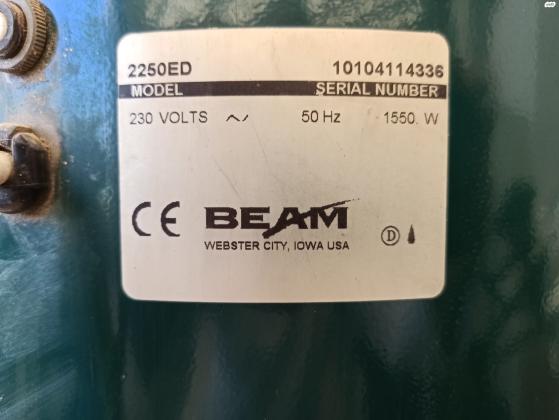 2250ED 10104114336
MODEL SERIAL NUMBER
230 VOLTS 50 Hz 1550. W
CE BEAM
WEBSTER CITY, IOWA USA
D